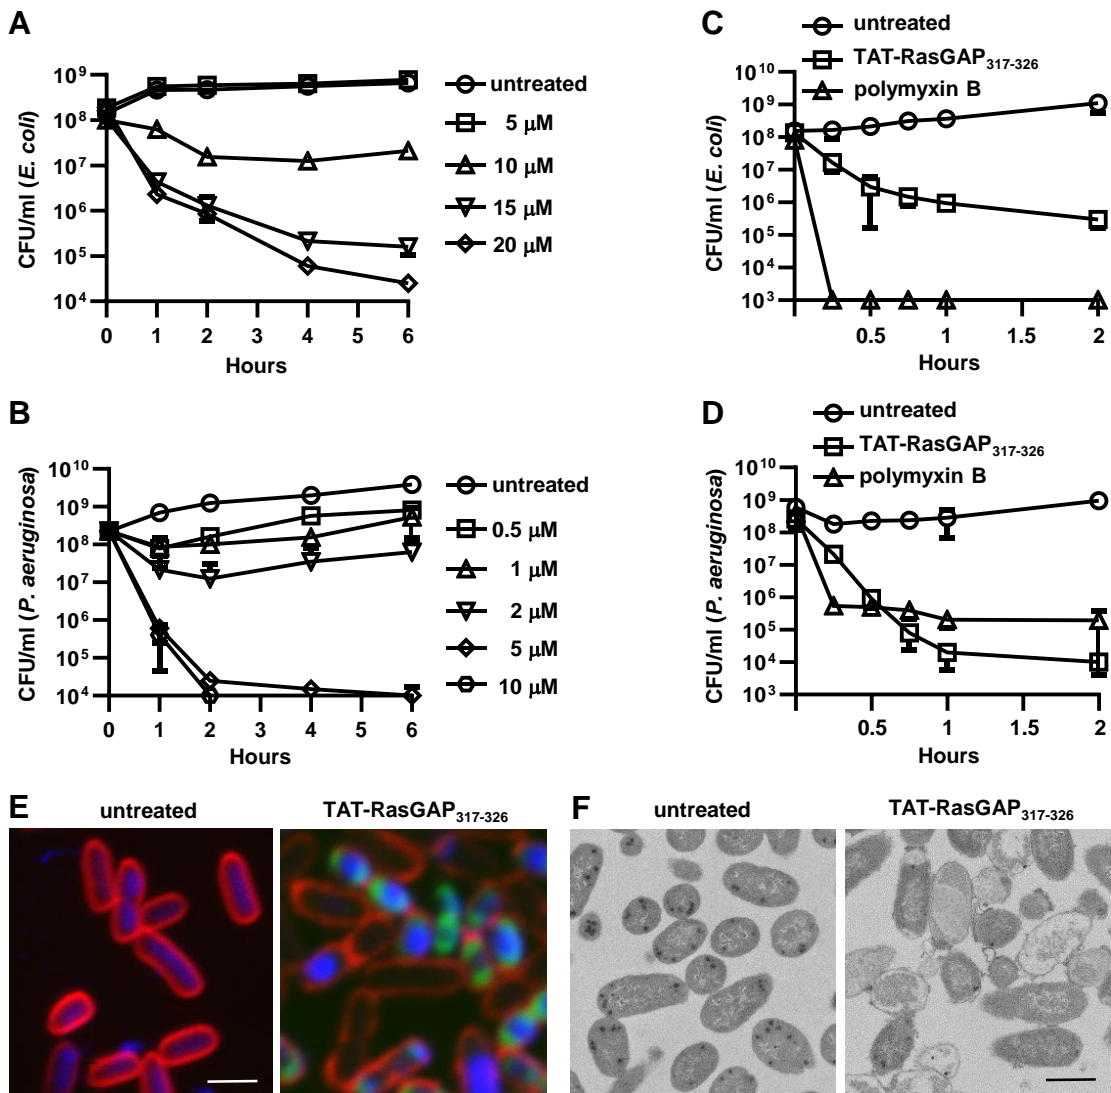 A
CFU/ml (E. coli)
10⁹
10⁸
10⁷
10⁶
10⁵
10⁴
0 1 2 3 4 5 6
Hours
untreated
5 µM
10 µM
15 µM
20 µM
C
untreated
TAT-RasGAP₃₁₇₋₃₂₆
polymyxin B
CFU/ml (E. coli)
10¹⁰
10⁹
10⁸
10⁷
10⁶
10⁵
10⁴
10³
0.5 1 1.5 2
Hours
B
CFU/ml (P. aeruginosa)
10¹⁰
10⁹
10⁸
10⁷
10⁶
10⁵
10⁴
0 1 2 3 4 5 6
Hours
untreated
0.5 µM
1 µM
2 µM
5 µM
10 µM
D
untreated
TAT-RasGAP₃₁₇₋₃₂₆
polymyxin B
CFU/ml (P. aeruginosa)
10¹⁰
10⁹
10⁸
10⁷
10⁶
10⁵
10⁴
10³
0.5 1 1.5 2
Hours
E
untreated
TAT-RasGAP₃₁₇₋₃₂₆
F
untreated
TAT-RasGAP₃₁₇₋₃₂₆